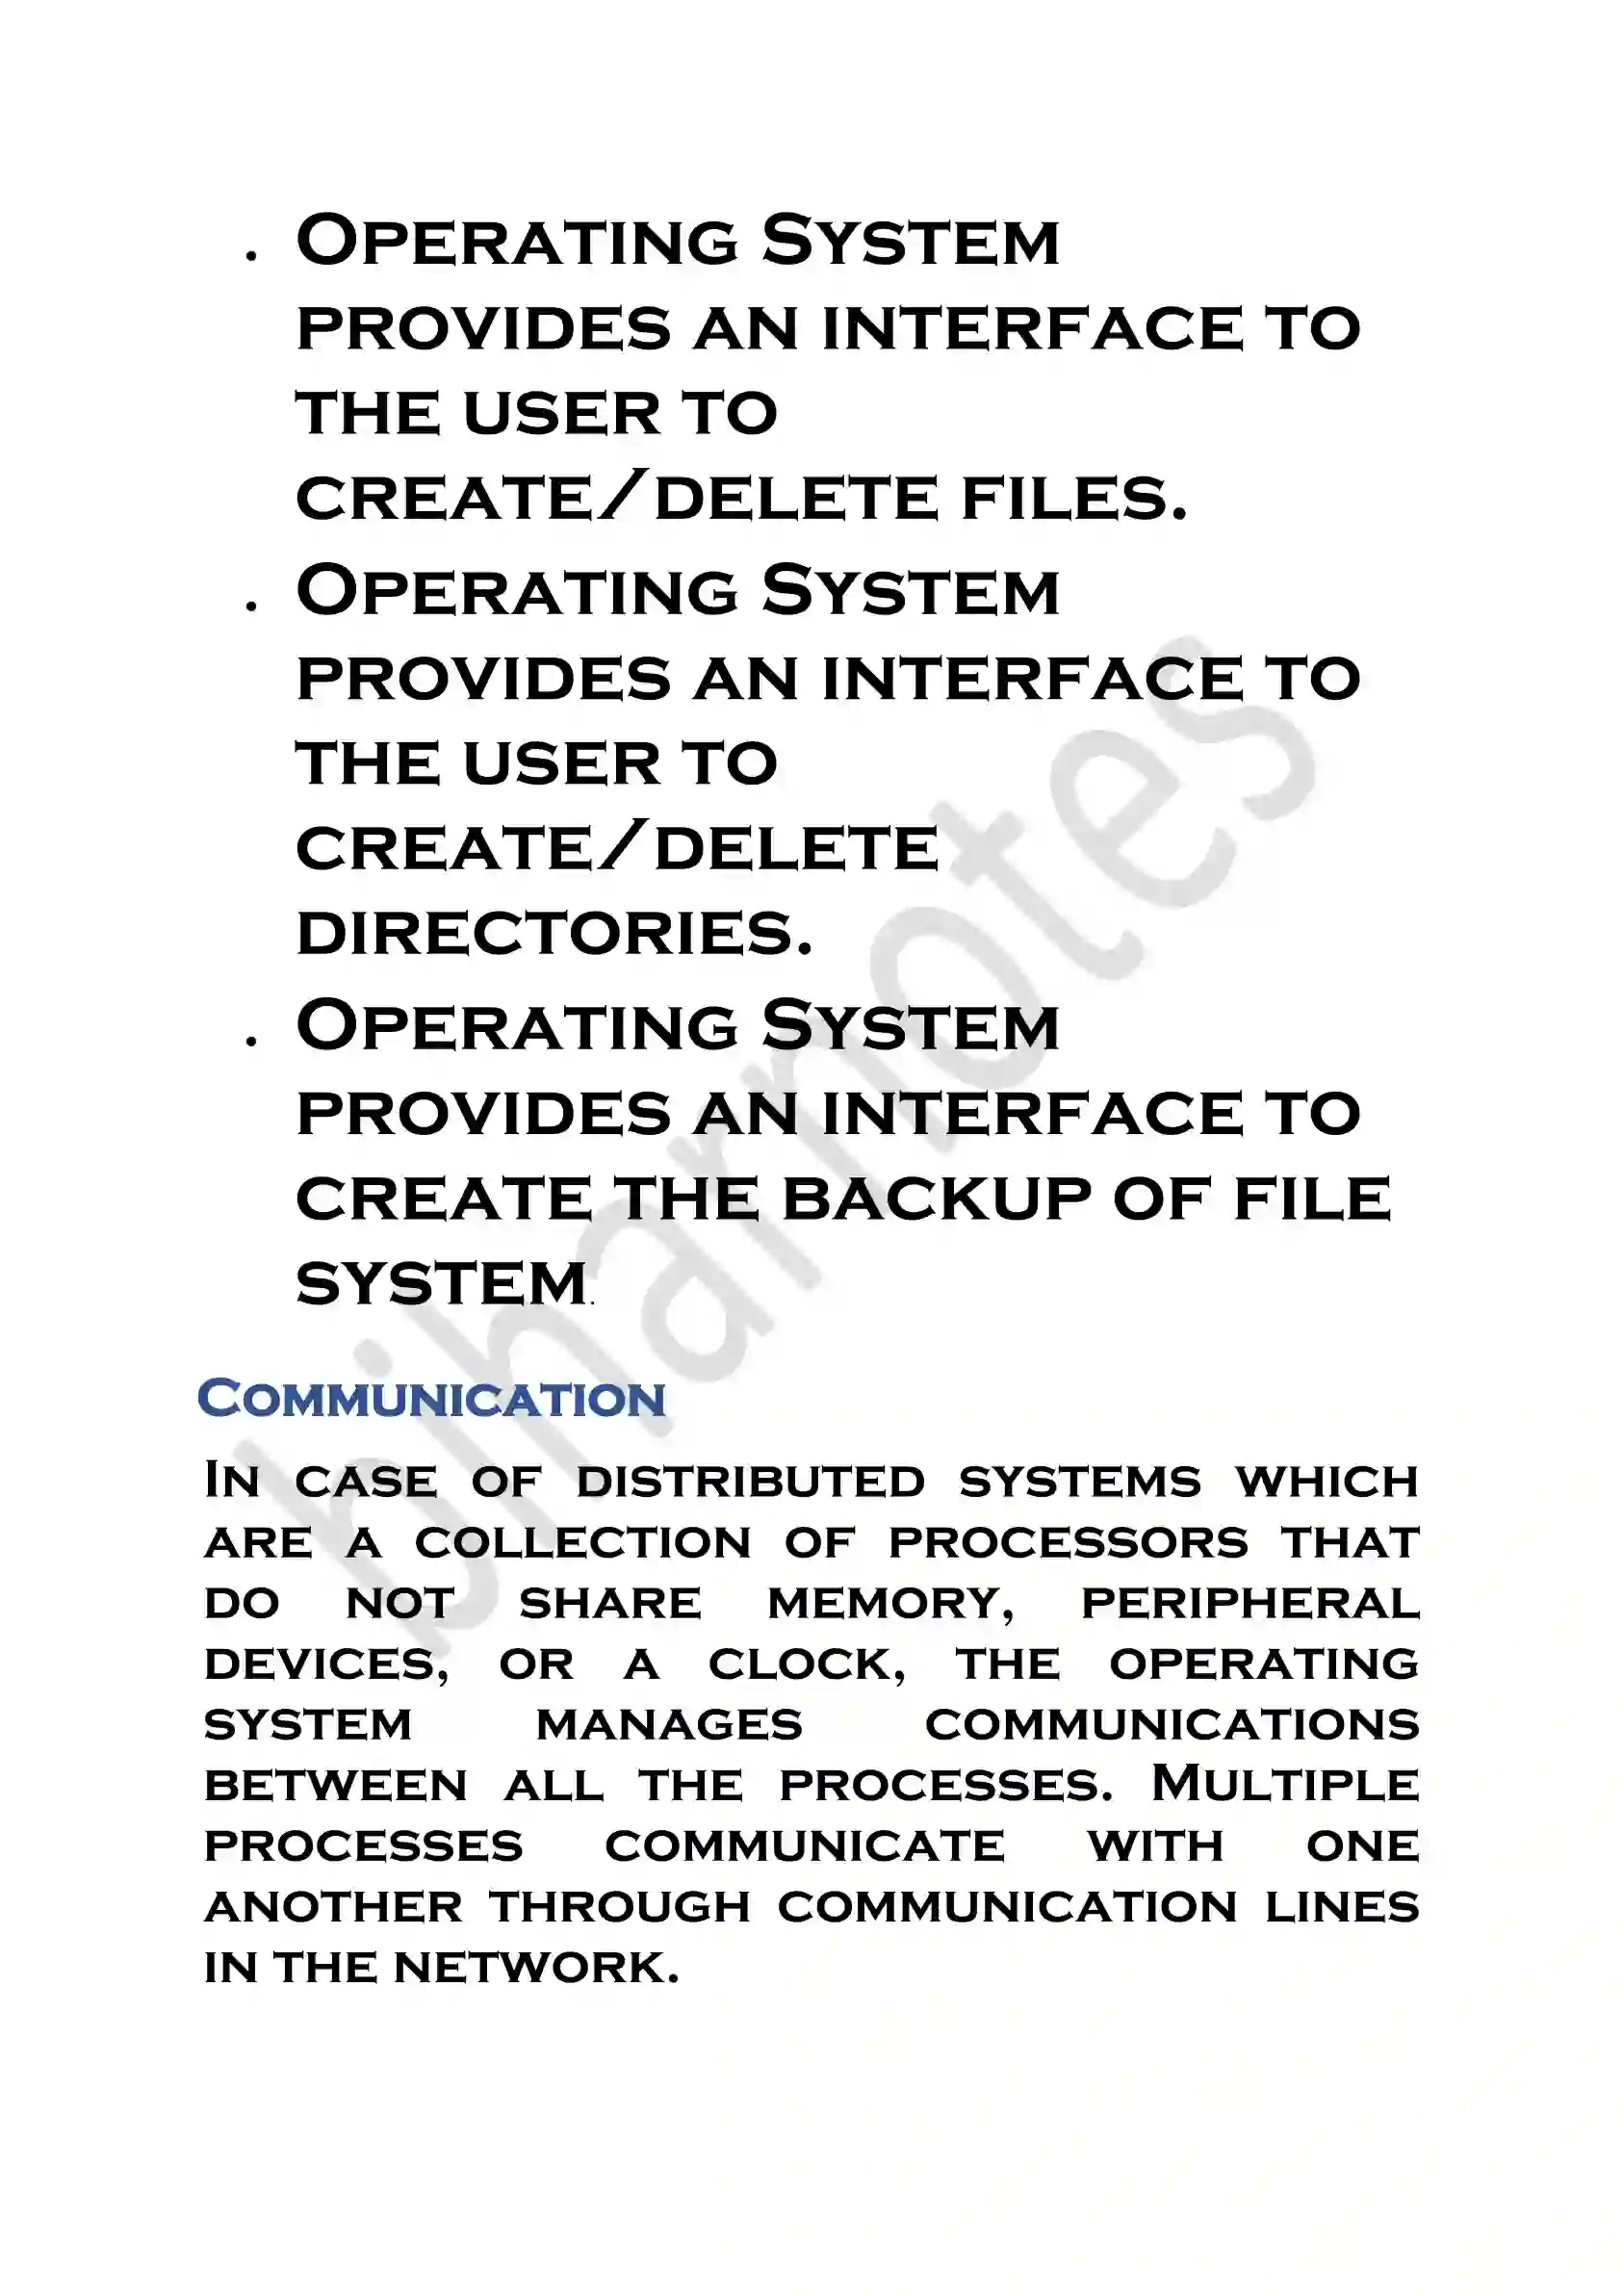 • Operating System
provides an interface to
the user to
create/delete files.
• Operating System
provides an interface to
the user to
create/delete
directories.
• Operating System
provides an interface to
create the backup of file
system.
Communication
In case of distributed systems which
are a collection of processors that
do not share memory, peripheral
devices, or a clock, the operating
system manages communications
between all the processes. Multiple
processes communicate with one
another through communication lines
in the network.
biharnotes